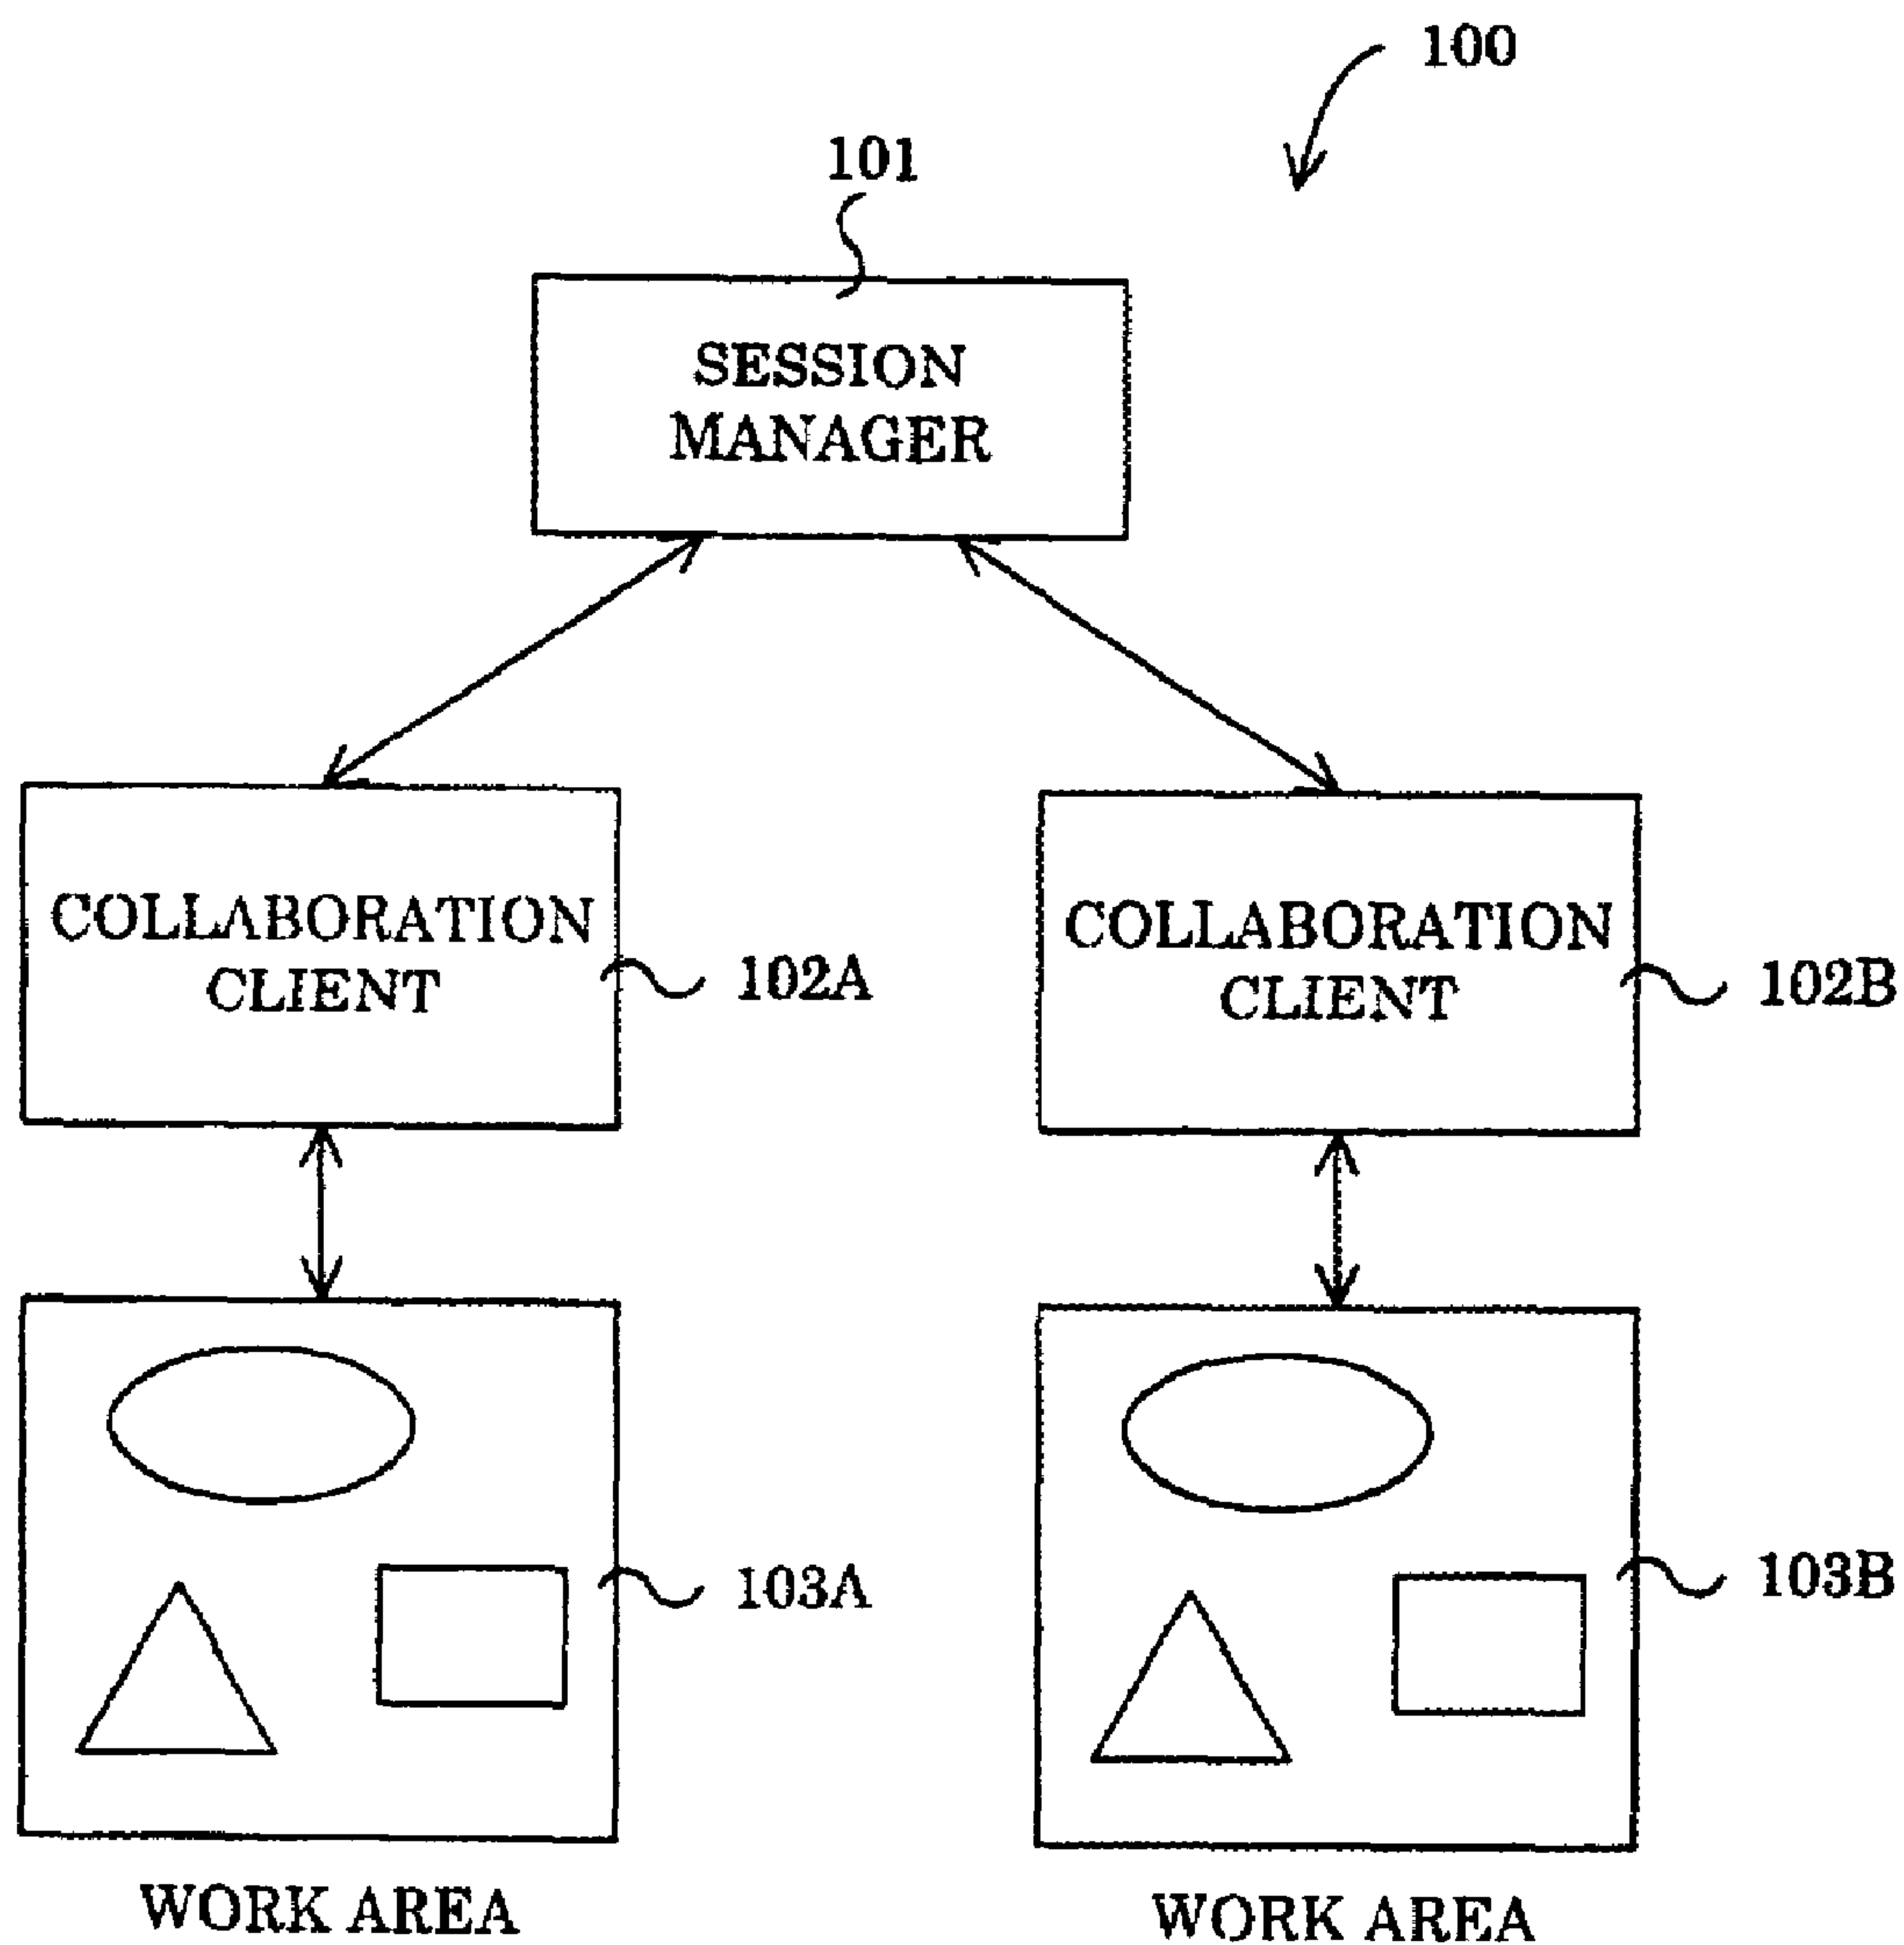 100
101
SESSION
MANAGER
COLLABORATION
CLIENT
102A
COLLABORATION
CLIENT
102B
103A
103B
WORK AREA
WORK AREA